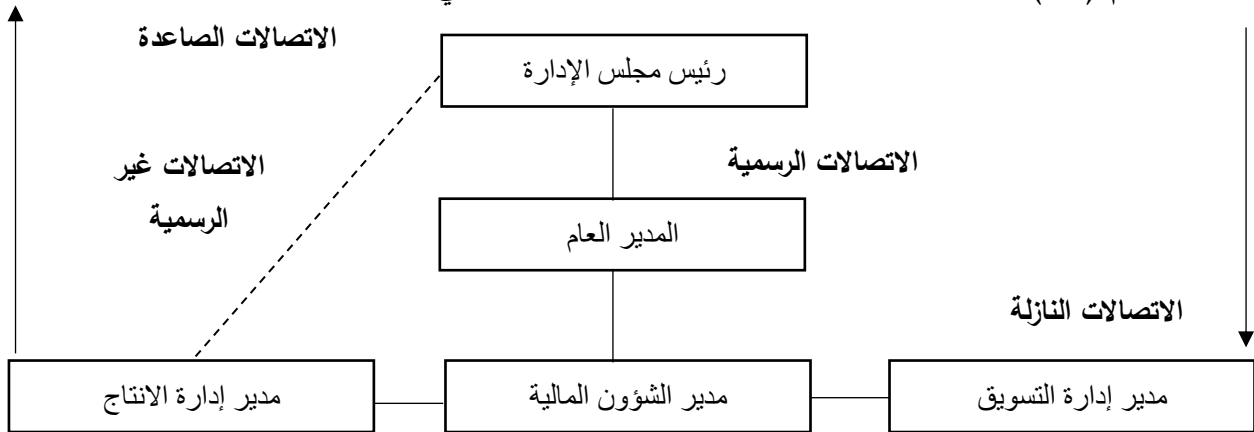 الاتصالات الصاعدة
رئيس مجلس الإدارة
الاتصالات الرسمية
الاتصالات غير
الرسمية
المدير العام
الاتصالات النازلة
مدير إدارة التسويق
مدير الشؤون المالية
مدير إدارة الانتاج